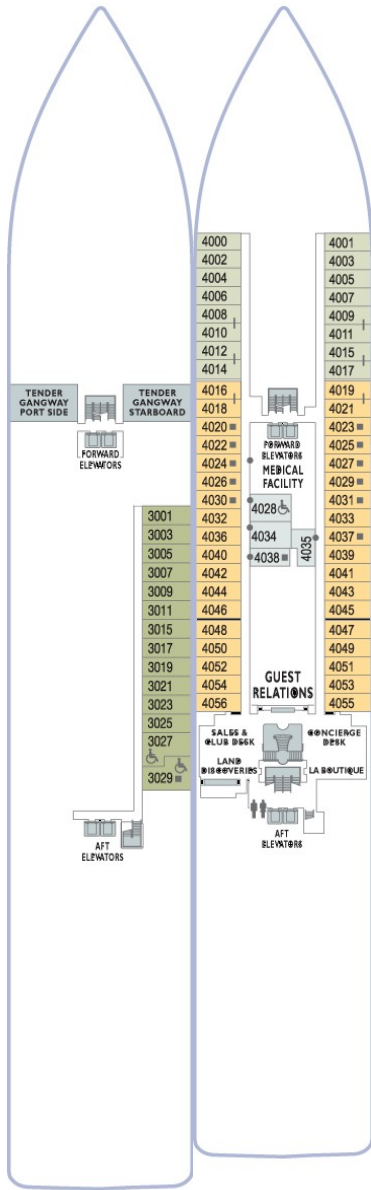 TENDER
GANGWAY
PORT SIDE
TENDER
GANGWAY
STARBOARD
FORWARD
ELEVATORS
3001
3003
3005
3007
3009
3011
3015
3017
3019
3021
3023
3025
3027
3029
AFT
ELEVATORS
4000
4002
4004
4006
4008
4010
4012
4014
4016
4018
4020
4022
4024
4026
4030
4032
4036
4040
4042
4044
4046
4048
4050
4052
4054
4056
FORWARD
ELEVATORS
MEDICAL
FACILITY
4028
4034
4035
4038
4001
4003
4005
4007
4009
4011
4015
4017
4019
4021
4023
4025
4027
4029
4031
4033
4037
4039
4041
4043
4045
4047
4049
4051
4053
4055
GUEST
RELATIONS
SALES &
CLUB DESK
CONCIERGE
DESK
LAND
DISCOVERIES
LA BOUTIQUE
AFT
ELEVATORS